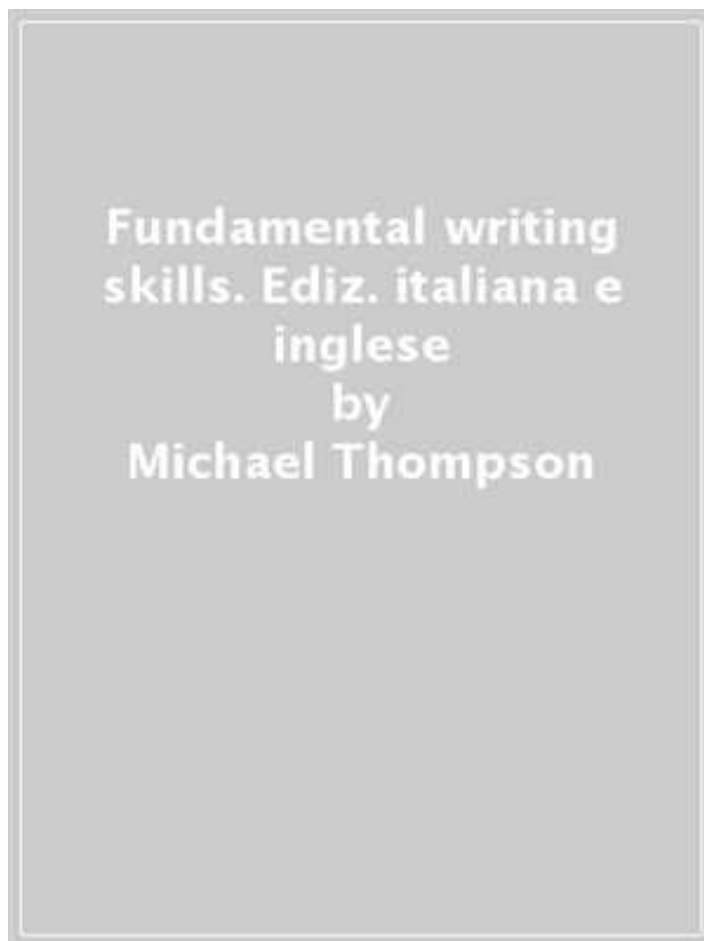 Fundamental writing
skills. Ediz. italiana e
inglese
by
Michael Thompson